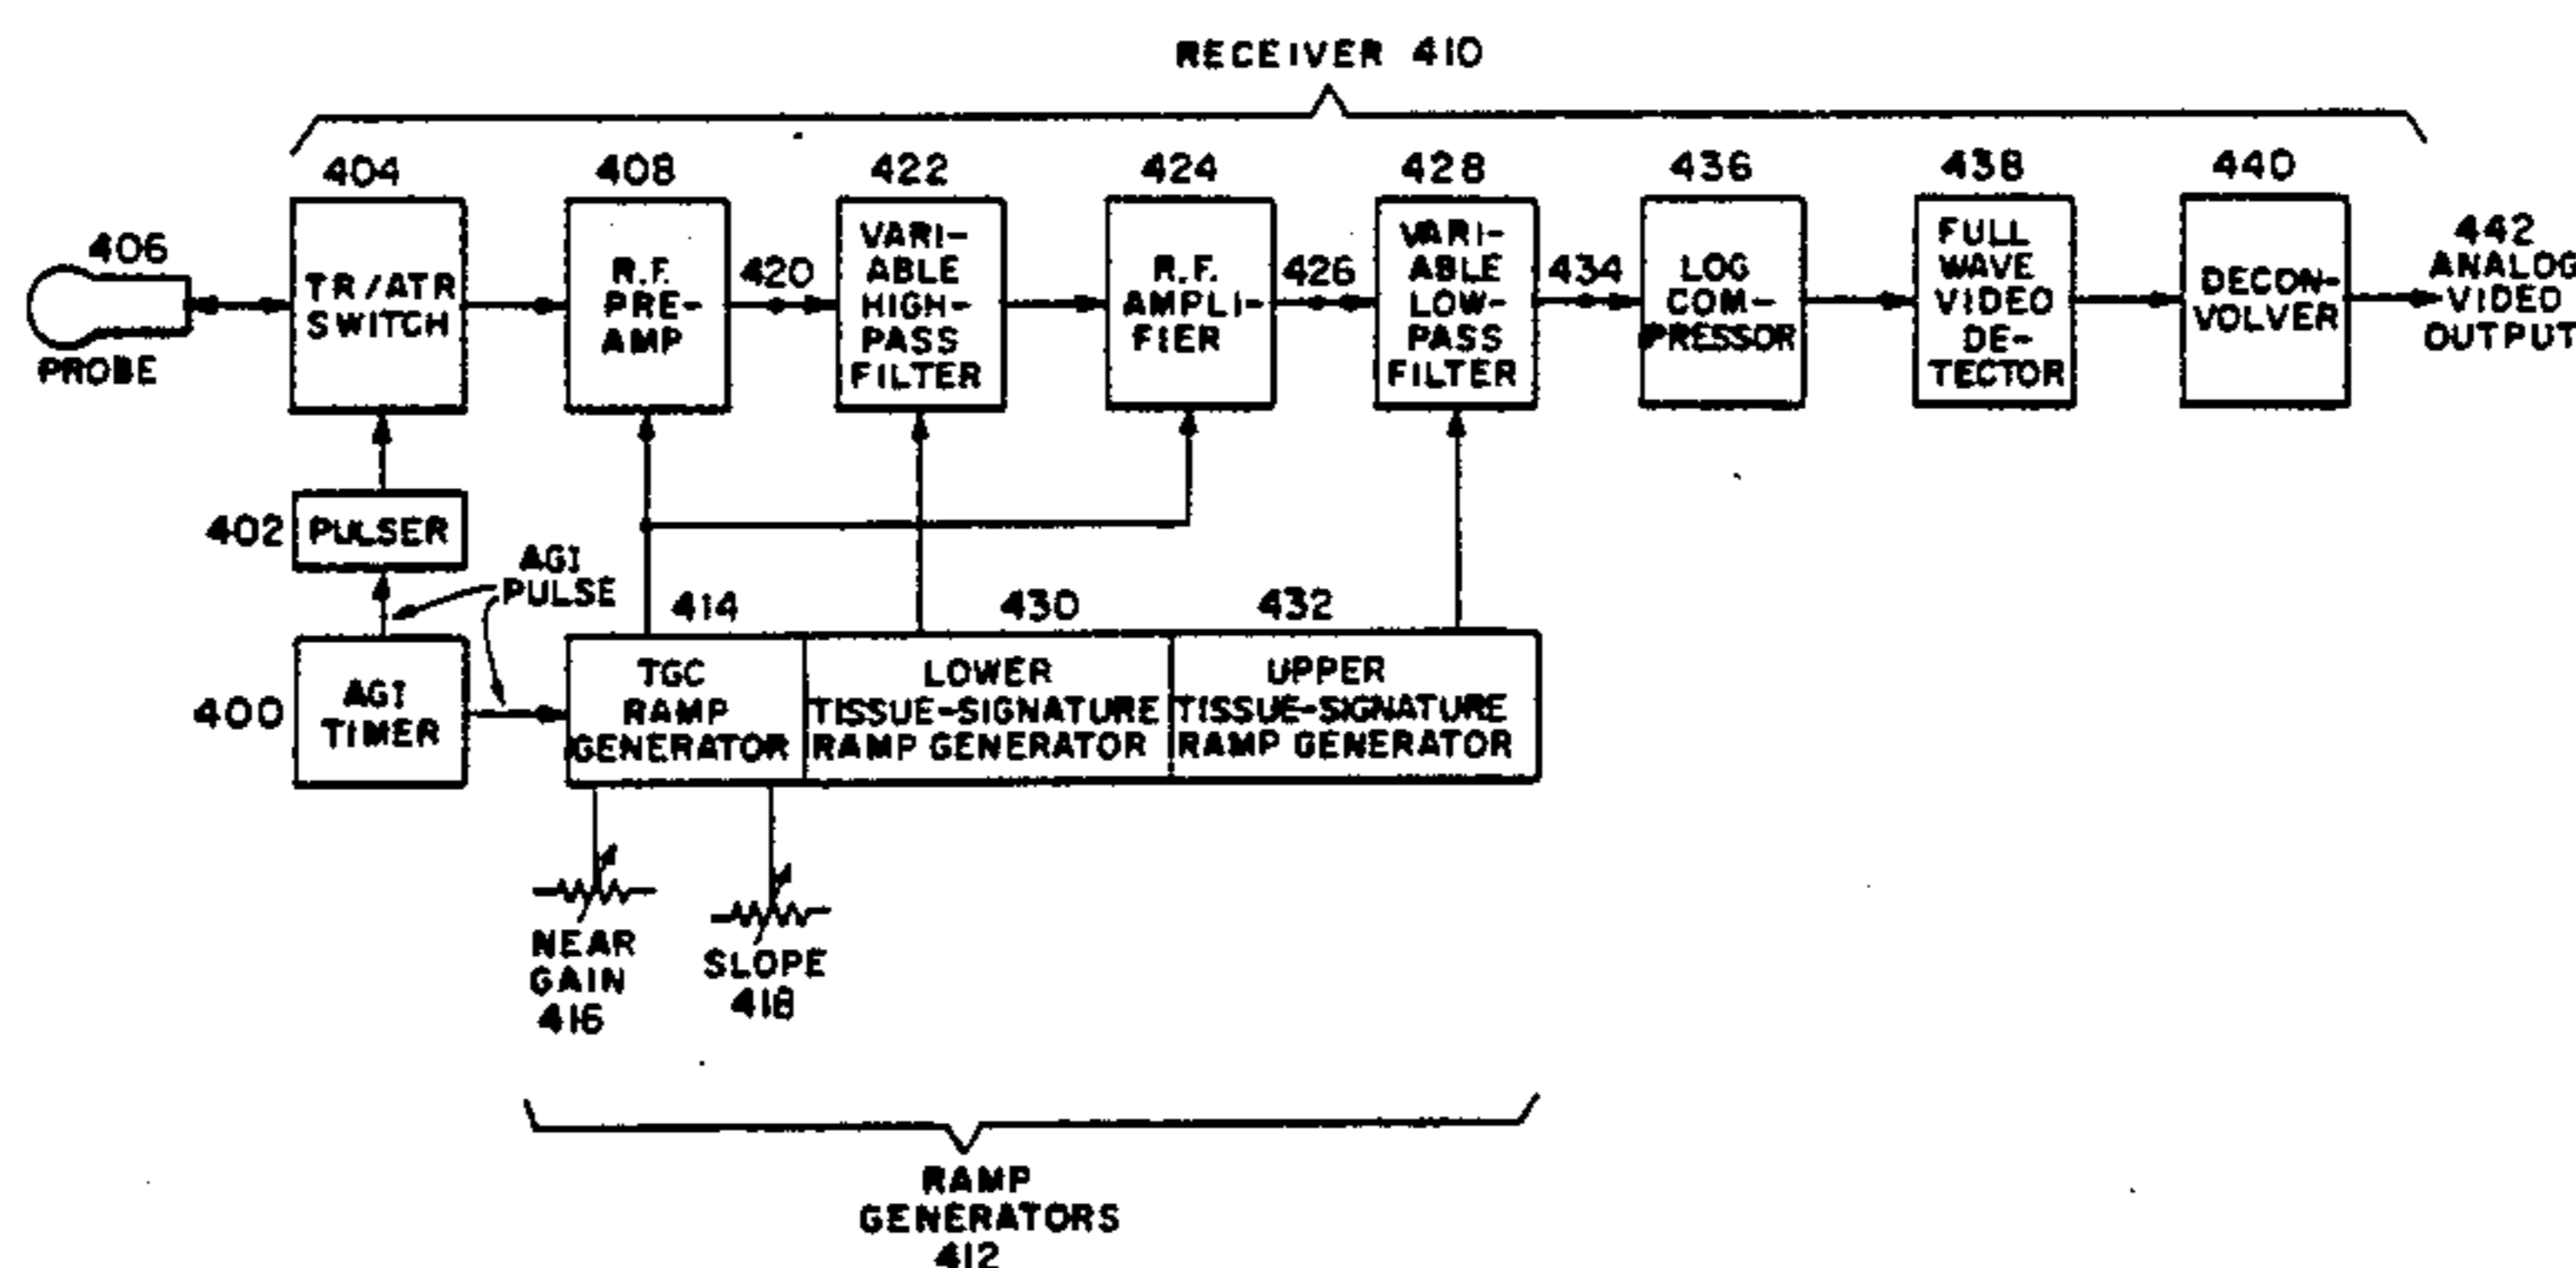 RECEIVER 410
404
408
422
424
428
436
438
440
406
PROBE
TR/ATR
SWITCH
R.F.
PRE-
AMP
420
VARI-
ABLE
HIGH-
PASS
FILTER
R.F.
AMPLI-
FIER
426
VARI-
ABLE
LOW-
PASS
FILTER
434
LOG
COM-
PRESSOR
FULL
WAVE
VIDEO
DE-
TECTOR
DECON-
VOLVER
442
ANALOG
VIDEO
OUTPUT
402
PULSER
AGI
PULSE
400
AGI
TIMER
414
430
432
TGC
RAMP
GENERATOR
LOWER
TISSUE-SIGNATURE
RAMP GENERATOR
UPPER
TISSUE-SIGNATURE
RAMP GENERATOR
NEAR
GAIN
416
SLOPE
418
RAMP
GENERATORS
412